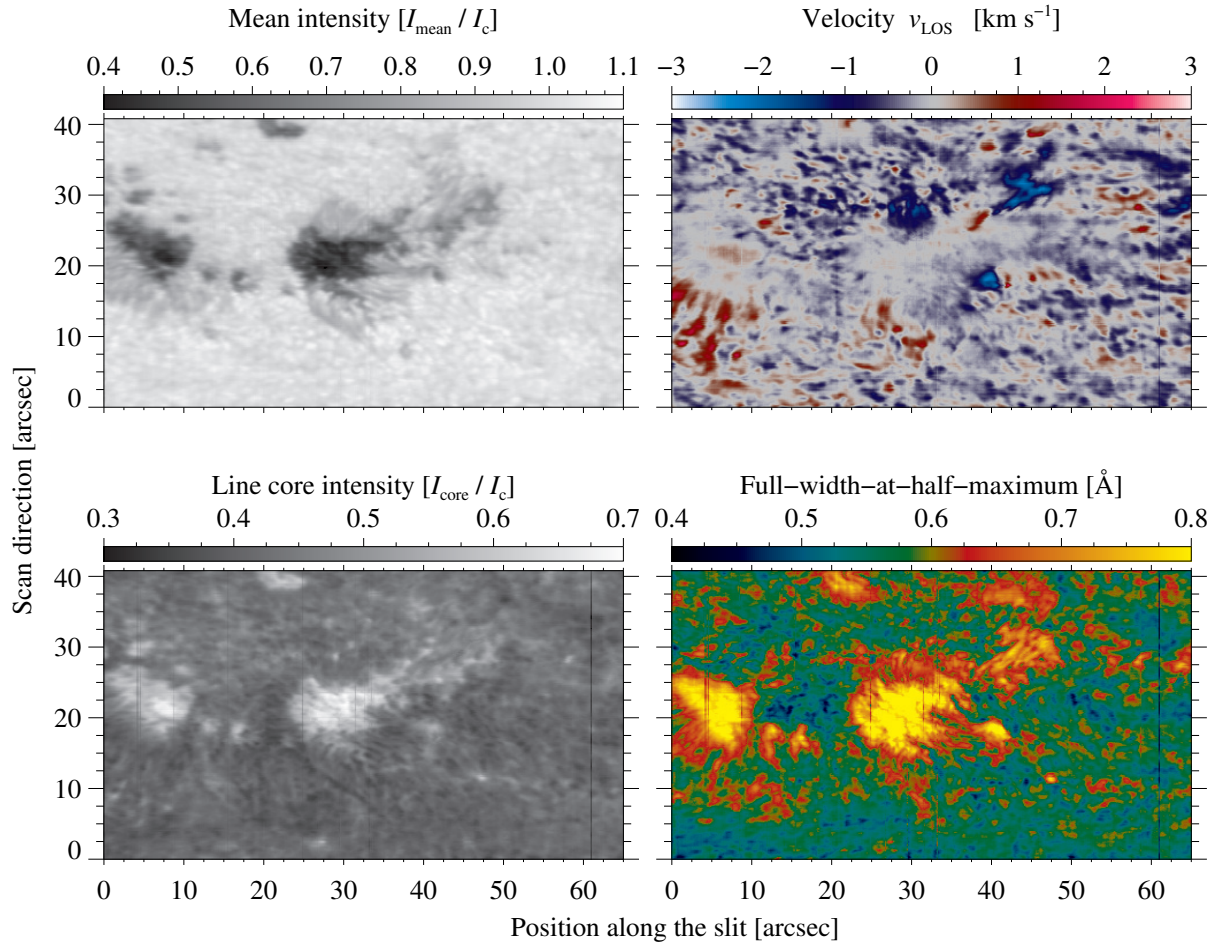 Mean intensity [I_mean / I_c]
0.4 0.5 0.6 0.7 0.8 0.9 1.0 1.1
Velocity v_LOS [km s⁻¹]
−3 −2 −1 0 1 2 3
40
30
20
10
0
Line core intensity [I_core / I_c]
0.3 0.4 0.5 0.6 0.7
Full−width−at−half−maximum [Å]
0.4 0.5 0.6 0.7 0.8
40
30
20
10
0
0 10 20 30 40 50 60
0 10 20 30 40 50 60
Scan direction [arcsec]
Position along the slit [arcsec]